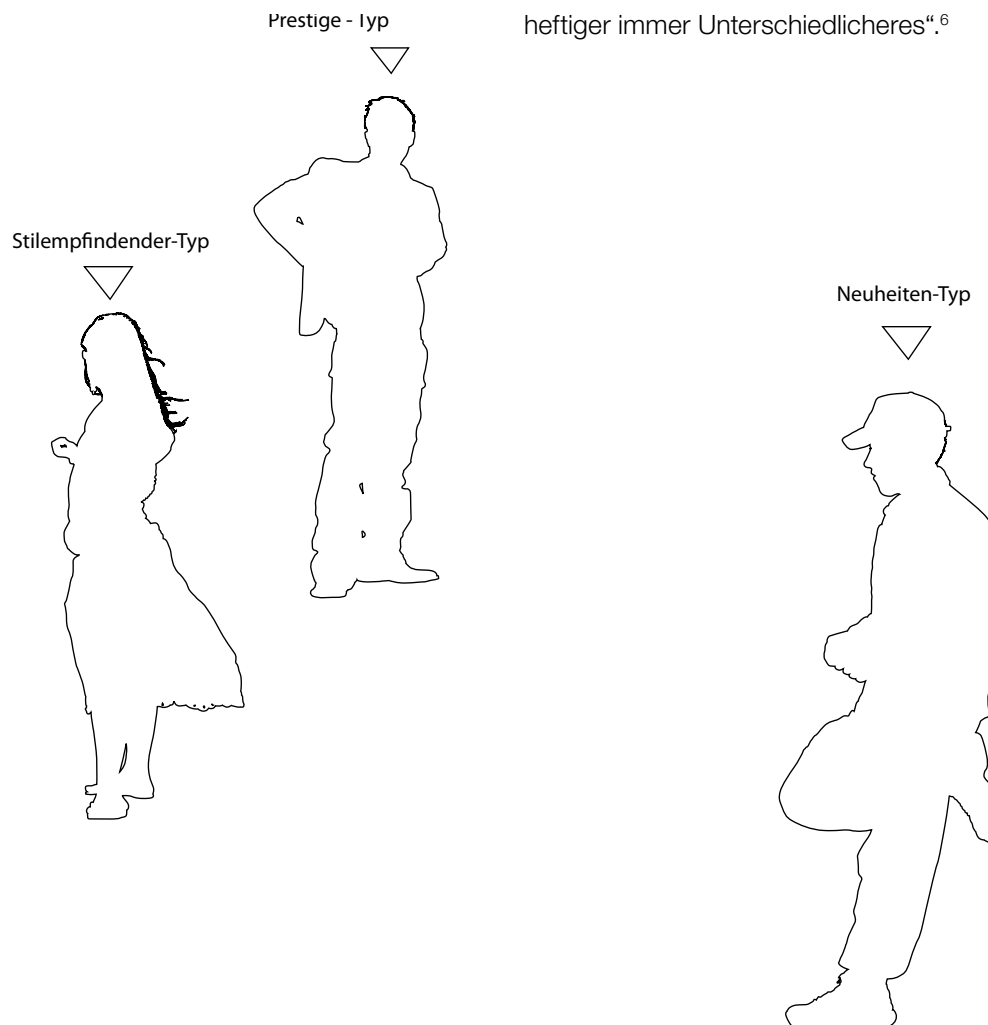 Prestige - Typ
heftiger immer Unterschiedlicheres“.⁶
Stilempfindender-Typ
Neuheiten-Typ